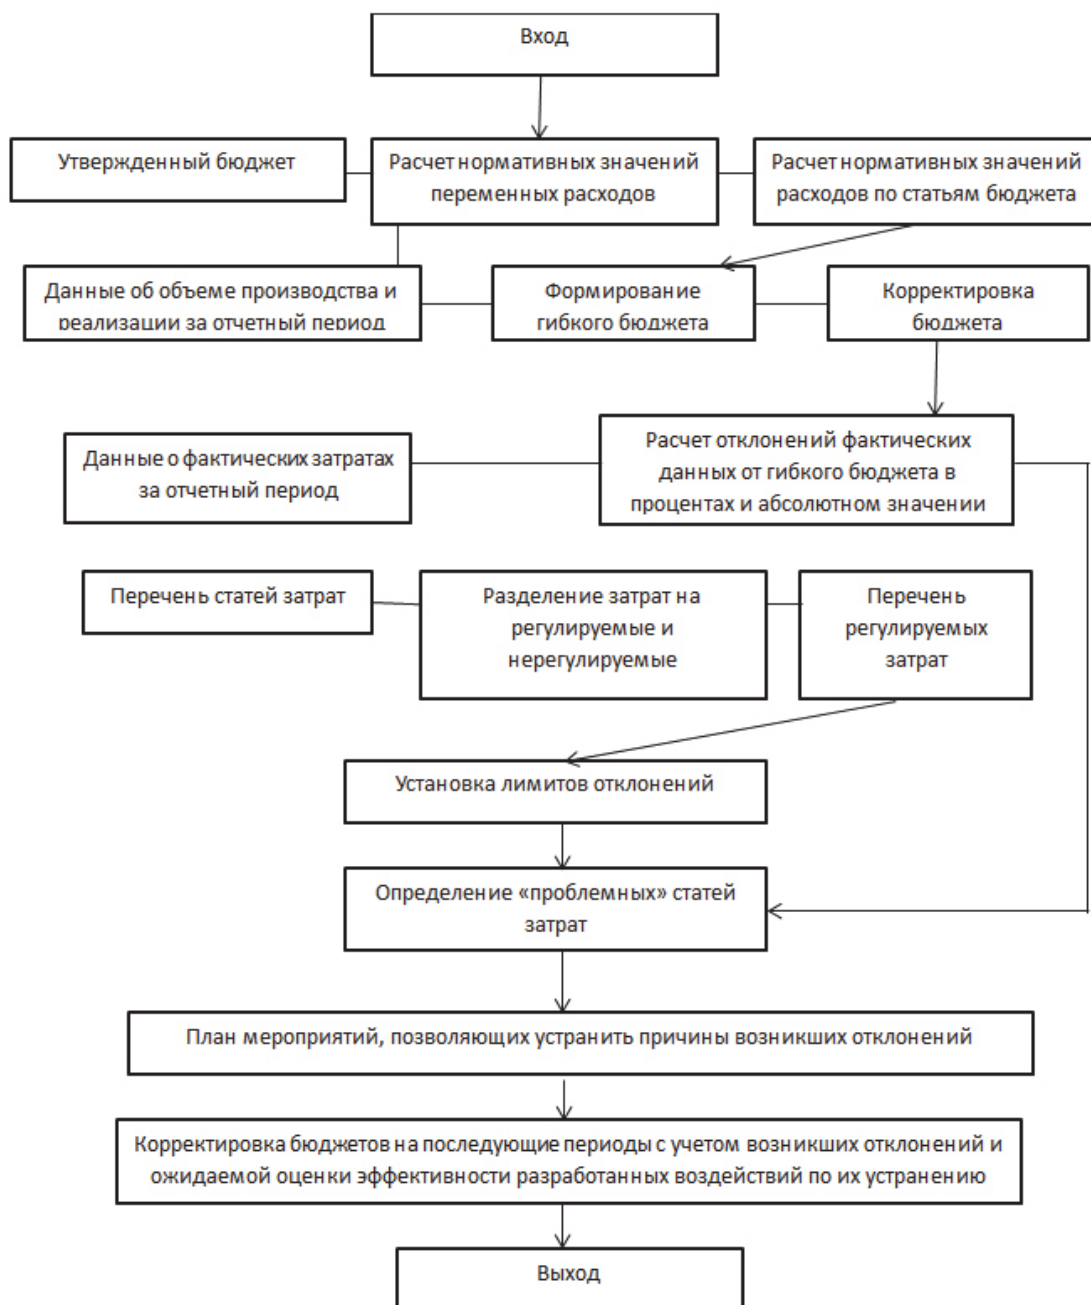 Вход
Утвержденный бюджет
Расчет нормативных значений
переменных расходов
Расчет нормативных значений
расходов по статьям бюджета
Данные об объеме производства и
реализации за отчетный период
Формирование
гибкого бюджета
Корректировка
бюджета
Данные о фактических затратах
за отчетный период
Расчет отклонений фактических
данных от гибкого бюджета в
процентах и абсолютном значении
Перечень статей затрат
Разделение затрат на
регулируемые и
нерегулируемые
Перечень
регулируемых
затрат
Установка лимитов отклонений
Определение «проблемных» статей
затрат
План мероприятий, позволяющих устранить причины возникших отклонений
Корректировка бюджетов на последующие периоды с учетом возникших отклонений и
ожидаемой оценки эффективности разработанных воздействий по их устранению
Выход